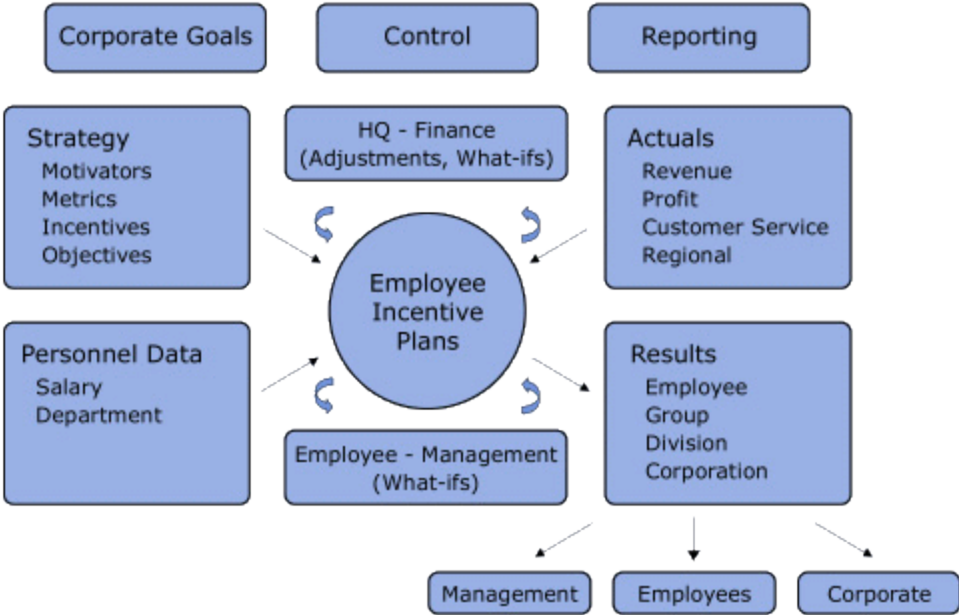 Corporate Goals
Control
Reporting
Strategy
Motivators
Metrics
Incentives
Objectives
HQ - Finance
(Adjustments, What-ifs)
Actuals
Revenue
Profit
Customer Service
Regional
Employee
Incentive
Plans
Personnel Data
Salary
Department
Employee - Management
(What-ifs)
Results
Employee
Group
Division
Corporation
Management
Employees
Corporate